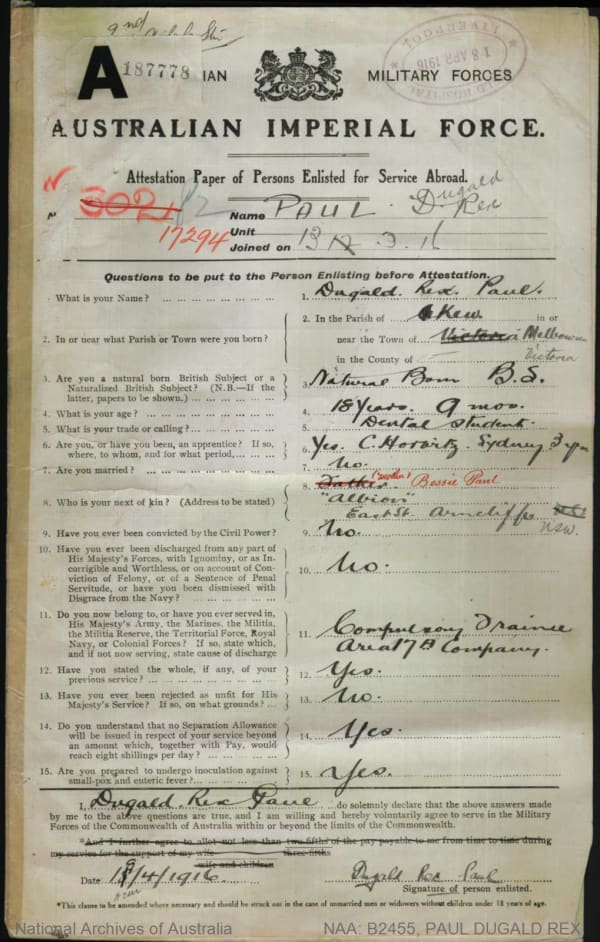 2nd
LIVERPOOL
18 APR 1916
FIELD HOSPITAL
A 187778 IAN MILITARY FORCES
AUSTRALIAN IMPERIAL FORCE.
Attestation Paper of Persons Enlisted for Service Abroad.
N 3021
17294
Name PAUL Dugald Rex
Unit
Joined on 13 3 16
Questions to be put to the Person Enlisting before Attestation.
1. What is your Name? 1. Dugald Rex Paul.
2. In or near what Parish or Town were you born? 2. In the Parish of Kew in or
near the Town of Victoria Melbourne
in the County of Victoria
3. Are you a natural born British Subject or a
Naturalized British Subject? (N.B.—If the
latter, papers to be shown.) 3. Natural Born B.S.
4. What is your age? 4. 18 Years. 9 mos.
5. What is your trade or calling? 5. Dental student.
6. Are you, or have you been, an apprentice? If so,
where, to whom, and for what period, 6. Yes. C. Horwitz. Sydney 3 yrs
7. Are you married? 7. No.
8. Who is your next of kin? (Address to be stated) 8. Father (mother) Bessie Paul
"Albion"
East St. Arncliffe NSW.
9. Have you ever been convicted by the Civil Power? 9. No.
10. Have you ever been discharged from any part of
His Majesty's Forces, with Ignominy, or as In-
corrigible and Worthless, or on account of Con-
viction of Felony, or of a Sentence of Penal
Servitude, or have you been dismissed with
Disgrace from the Navy? 10. No.
11. Do you now belong to, or have you ever served in,
His Majesty's Army, the Marines, the Militia,
the Militia Reserve, the Territorial Force, Royal
Navy, or Colonial Forces? If so, state which,
and if not now serving, state cause of discharge 11. Compulsory Trainee
Area 17B Company.
12. Have you stated the whole, if any, of your
previous service? 12. Yes.
13. Have you ever been rejected as unfit for His
Majesty's Service? If so, on what grounds? 13. No.
14. Do you understand that no Separation Allowance
will be issued in respect of your service beyond
an amount which, together with Pay, would
reach eight shillings per day? 14. Yes.
15. Are you prepared to undergo inoculation against
small-pox and enteric fever? 15. Yes.
I, Dugald Rex Paul do solemnly declare that the above answers made
by me to the above questions are true, and I am willing and hereby voluntarily agree to serve in the Military
Forces of the Commonwealth of Australia within or beyond the limits of the Commonwealth.
*And I further agree to allot not less than two-fifths of the pay payable to me from time to time during
three-fifths
my service for the support of my wife
wife and children
Date /4/1916 Dugald Rex Paul
Signature of person enlisted.
*This clause to be amended where necessary and should be struck out in the case of unmarried men or widowers without children under 18 years of age.
National Archives of Australia NAA: B2455, PAUL DUGALD REX